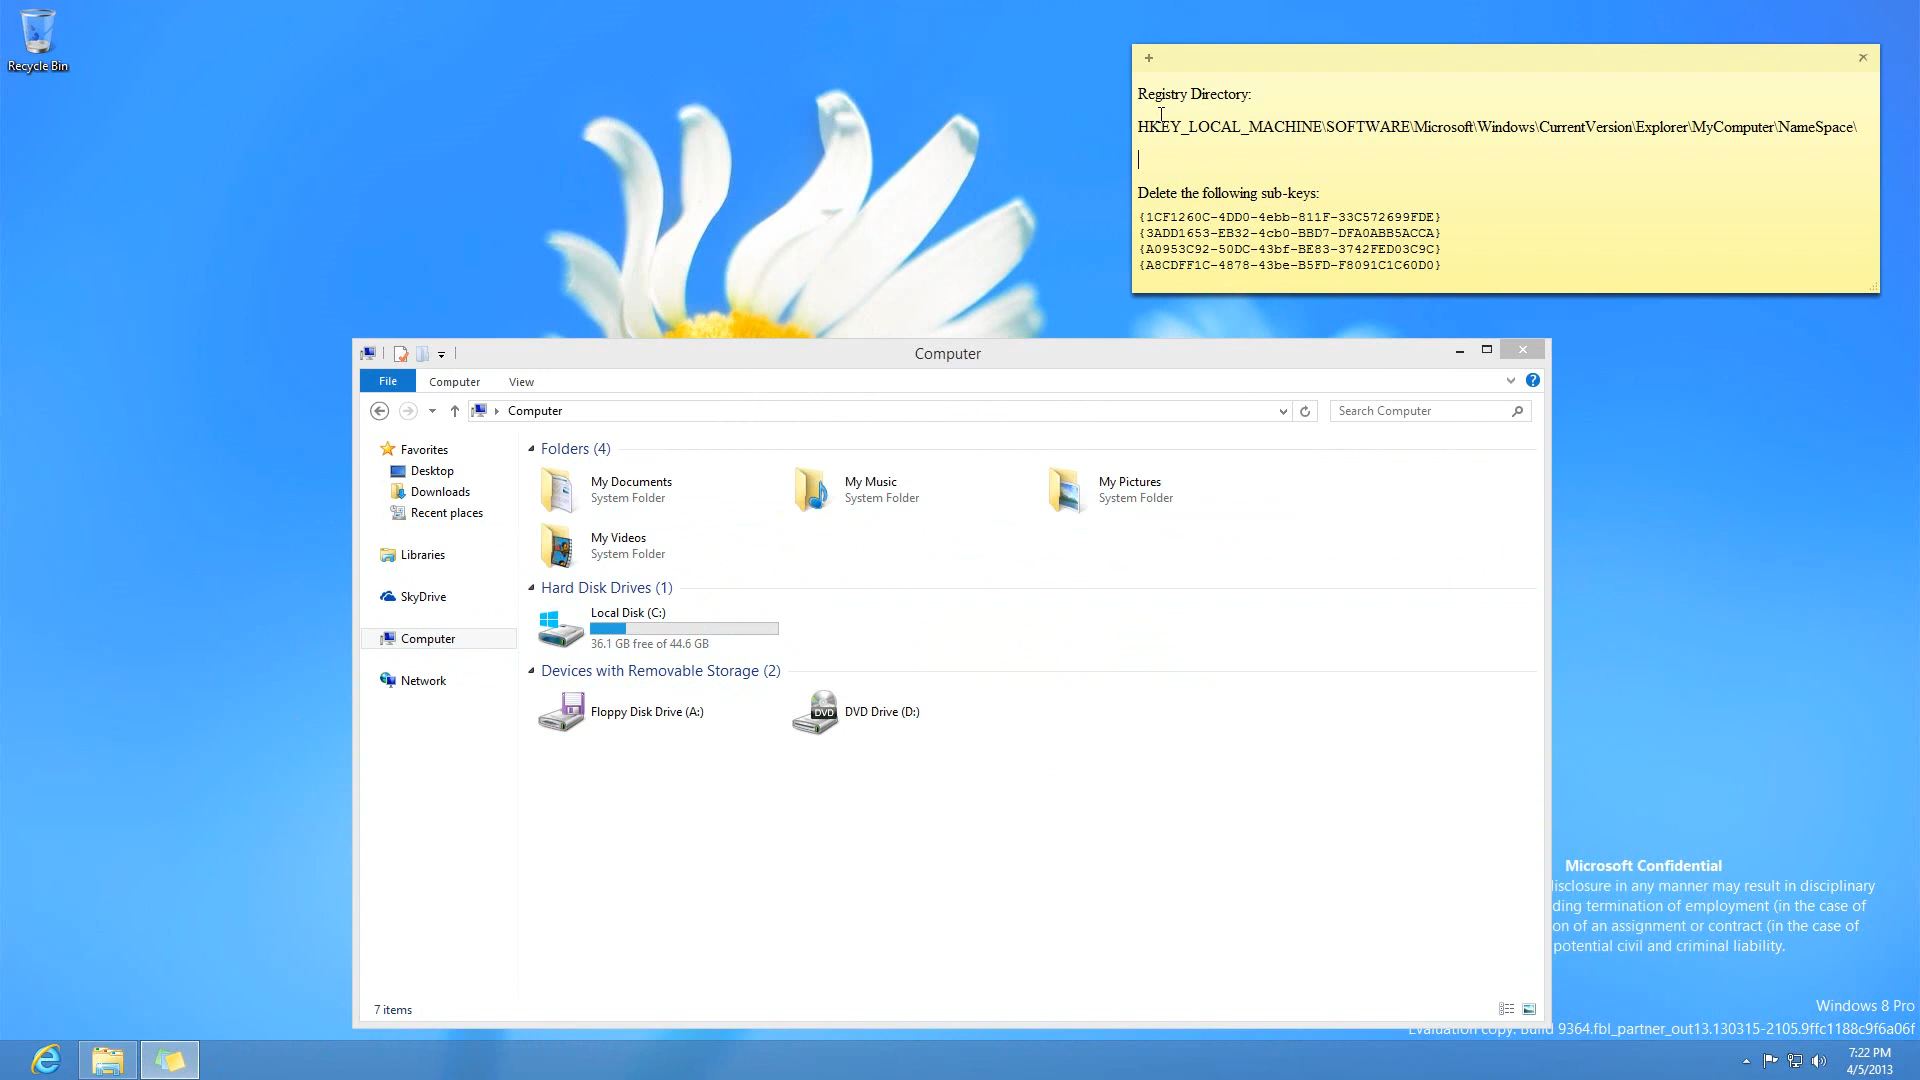 Recycle Bin
Registry Directory:
HKEY_LOCAL_MACHINE\SOFTWARE\Microsoft\Windows\CurrentVersion\Explorer\MyComputer\NameSpace\
Delete the following sub-keys:
{1CF1260C-4DD0-4ebb-811F-33C572699FDE}
{3ADD1653-EB32-4cb0-BBD7-DFA0ABB5ACCA}
{A0953C92-50DC-43bf-BE83-3742FED03C9C}
{A8CDFF1C-4878-43be-B5FD-F8091C1C60D0}
Computer
File Computer View
Computer
Search Computer
Favorites
Desktop
Downloads
Recent places
Libraries
SkyDrive
Computer
Network
Folders (4)
My Documents
System Folder
My Music
System Folder
My Pictures
System Folder
My Videos
System Folder
Hard Disk Drives (1)
Local Disk (C:)
36.1 GB free of 44.6 GB
Devices with Removable Storage (2)
Floppy Disk Drive (A:)
DVD
DVD Drive (D:)
7 items
Microsoft Confidential
isclosure in any manner may result in disciplinary
ding termination of employment (in the case of
on of an assignment or contract (in the case of
potential civil and criminal liability.
Windows 8 Pro
Evaluation copy. Build 9364.fbl_partner_out13.130315-2105.9ffc1188c9f6a06f
7:22 PM
4/5/2013